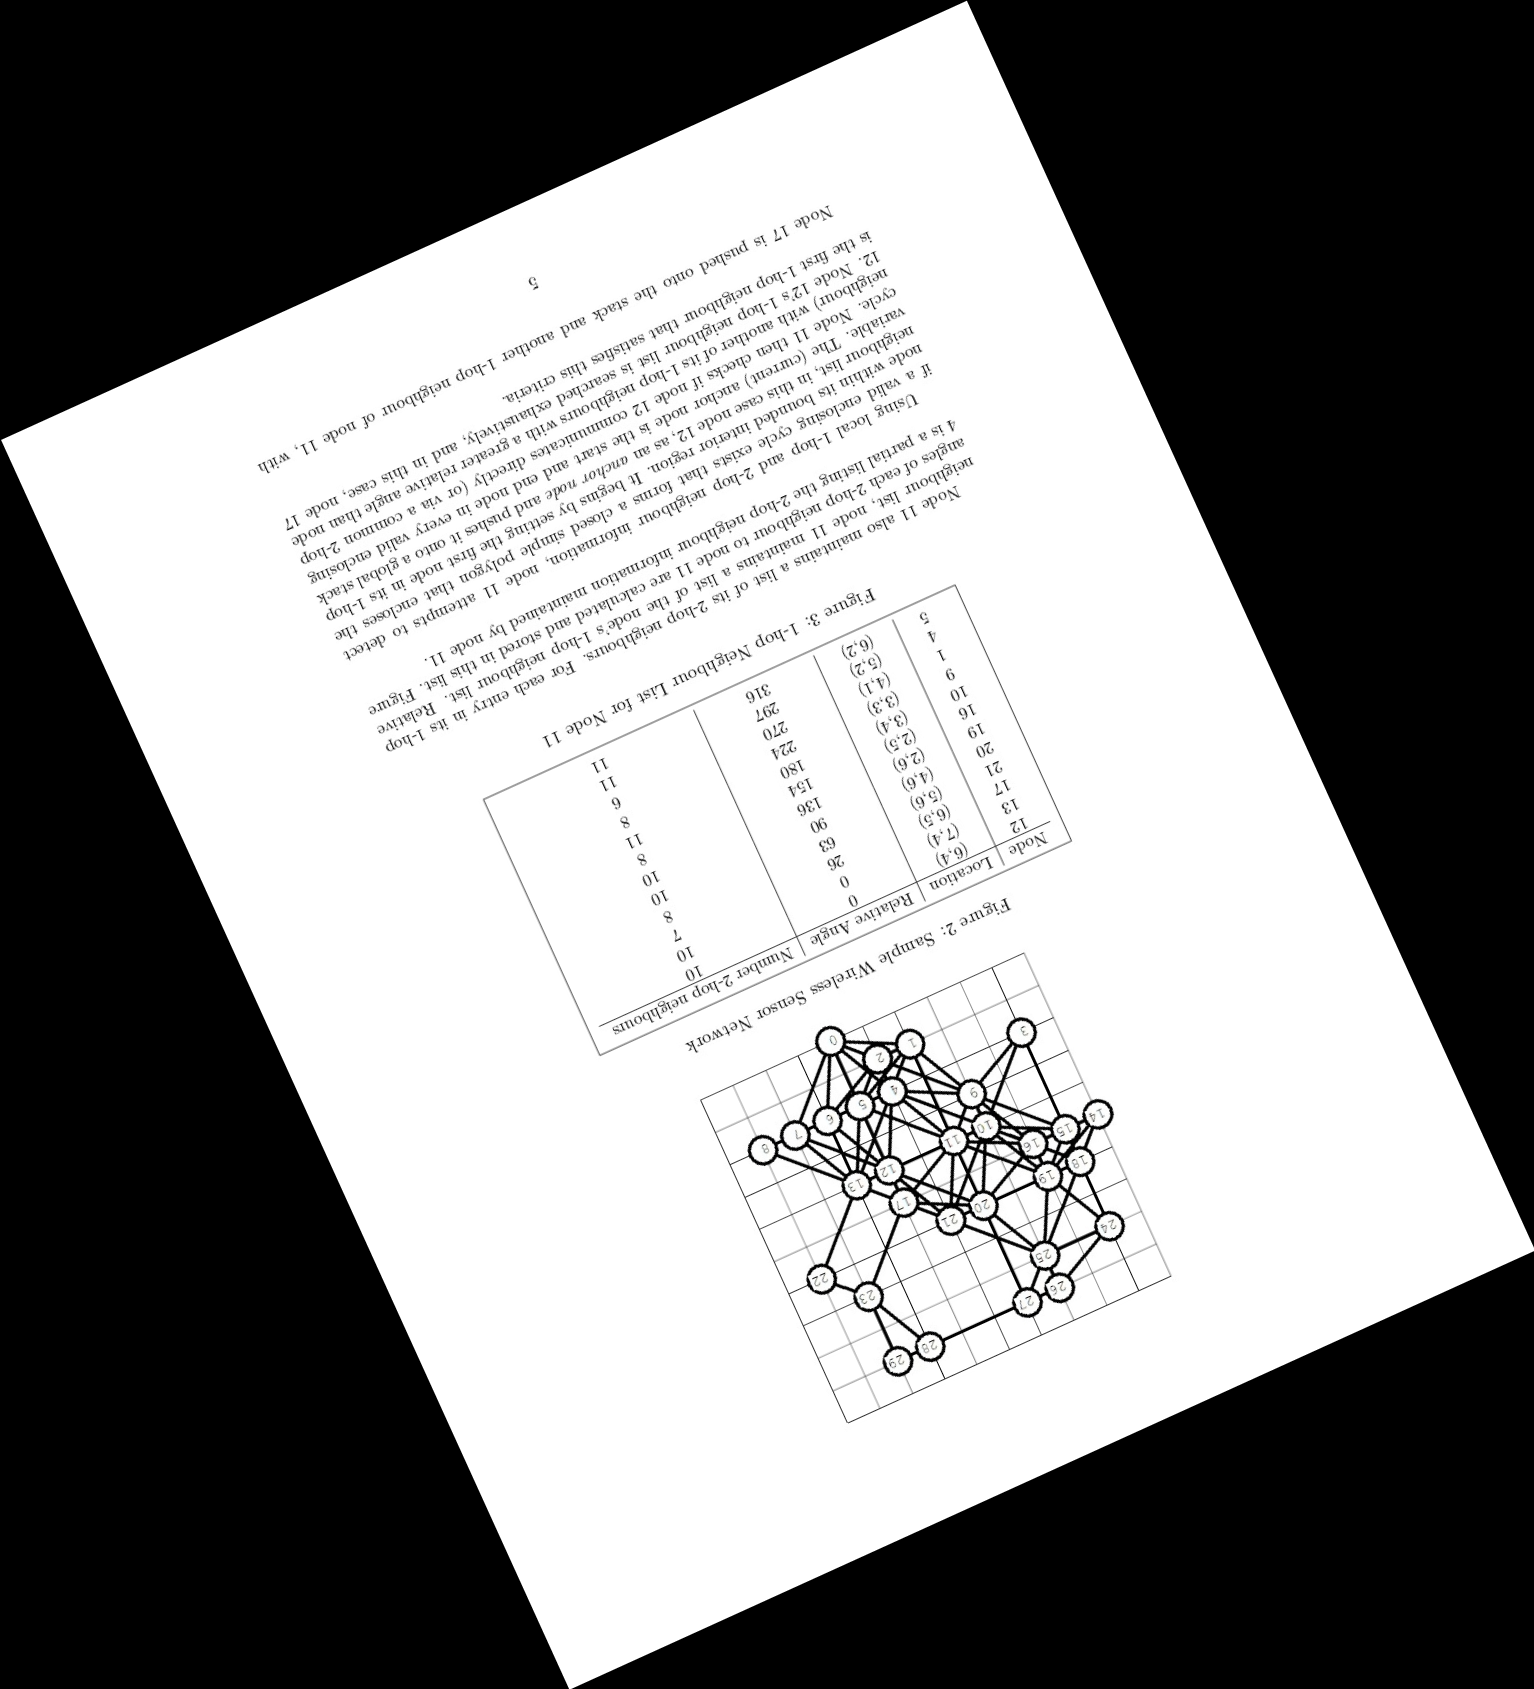 26 27 28 29
24 25
23
18 19 20 21 22
14 15 16 17
10 11 12 13
9
3 4 5 6 7 8
1 2
0
Figure 2: Sample Wireless Sensor Network
Node Location Relative Angle Number 2-hop neighbours
12 (6,4) 0 10
13 (7,4) 0 10
17 (6,5) 26 7
21 (5,6) 63 8
20 (4,6) 90 10
19 (2,6) 136 10
16 (2,5) 154 8
10 (3,4) 180 11
9 (3,3) 224 8
1 (4,1) 270 6
4 (5,2) 297 11
5 (6,2) 316 11
Figure 3: 1-hop Neighbour List for Node 11
Node 11 also maintains a list of its 2-hop neighbours. For each entry in its 1-hop
neighbour list, node 11 maintains a list of the node's 1-hop neighbour list. Relative
angles of each 2-hop neighbour to node 11 are calculated and stored in this list. Figure
4 is a partial listing the 2-hop neighbour information maintained by node 11.
Using local 1-hop and 2-hop neighbour information, node 11 attempts to detect
if a valid enclosing cycle exists that forms a closed simple polygon that encloses the
node within its bounded interior region. It begins by setting the first node in its 1-hop
neighbour list, in this case node 12, as an anchor node and pushes it onto a global stack
variable. The (current) anchor node is the start and end node in every valid enclosing
cycle. Node 11 then checks if node 12 communicates directly (or via a common 2-hop
neighbour) with another of its 1-hop neighbours with a greater relative angle than node
12. Node 12's 1-hop neighbour list is searched exhaustively, and in this case, node 17
is the first 1-hop neighbour that satisfies this criteria.
Node 17 is pushed onto the stack and another 1-hop neighbour of node 11, with
5